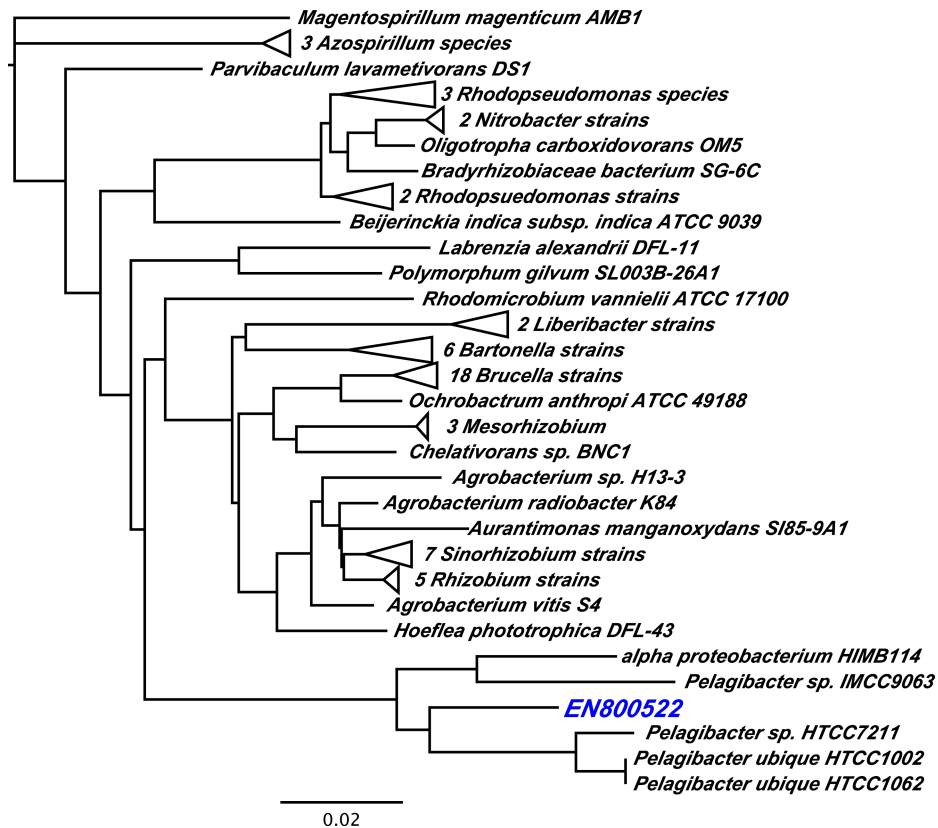 Magentospirillum magenticum AMB1
3 Azospirillum species
Parvibaculum lavametivorans DS1
3 Rhodopseudomonas species
2 Nitrobacter strains
Oligotropha carboxidovorans OM5
Bradyrhizobiaceae bacterium SG-6C
2 Rhodopsuedomonas strains
Beijerinckia indica subsp. indica ATCC 9039
Labrenzia alexandrii DFL-11
Polymorphum gilvum SL003B-26A1
Rhodomicrobium vannielii ATCC 17100
2 Liberibacter strains
6 Bartonella strains
18 Brucella strains
Ochrobactrum anthropi ATCC 49188
3 Mesorhizobium
Chelativorans sp. BNC1
Agrobacterium sp. H13-3
Agrobacterium radiobacter K84
Aurantimonas manganoxydans SI85-9A1
7 Sinorhizobium strains
5 Rhizobium strains
Agrobacterium vitis S4
Hoeflea phototrophica DFL-43
alpha proteobacterium HIMB114
Pelagibacter sp. IMCC9063
EN800522
Pelagibacter sp. HTCC7211
Pelagibacter ubique HTCC1002
Pelagibacter ubique HTCC1062
0.02